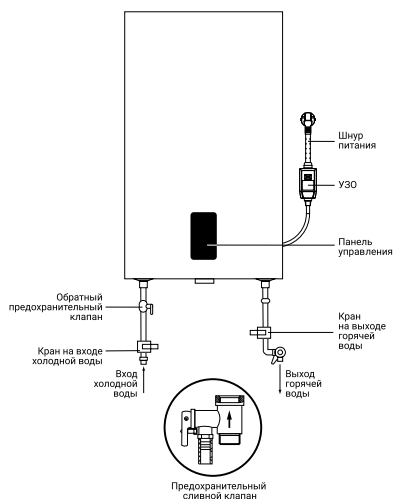 Шнур
питания
УЗО
Панель
управления
Обратный
предохранительный
клапан
Кран на входе
холодной воды
Кран
на выходе
горячей
воды
Вход
холодной
воды
Выход
горячей
воды
Предохранительный
сливной клапан